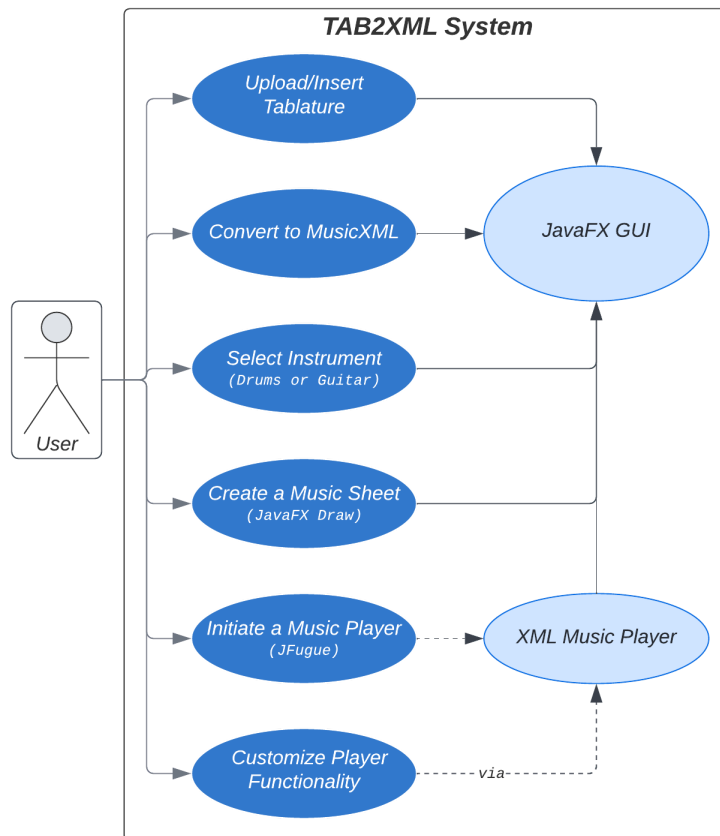 TAB2XML System
Upload/Insert
Tablature
Convert to MusicXML
JavaFX GUI
Select Instrument
(Drums or Guitar)
User
Create a Music Sheet
(JavaFX Draw)
Initiate a Music Player
(JFugue)
XML Music Player
Customize Player
Functionality
via